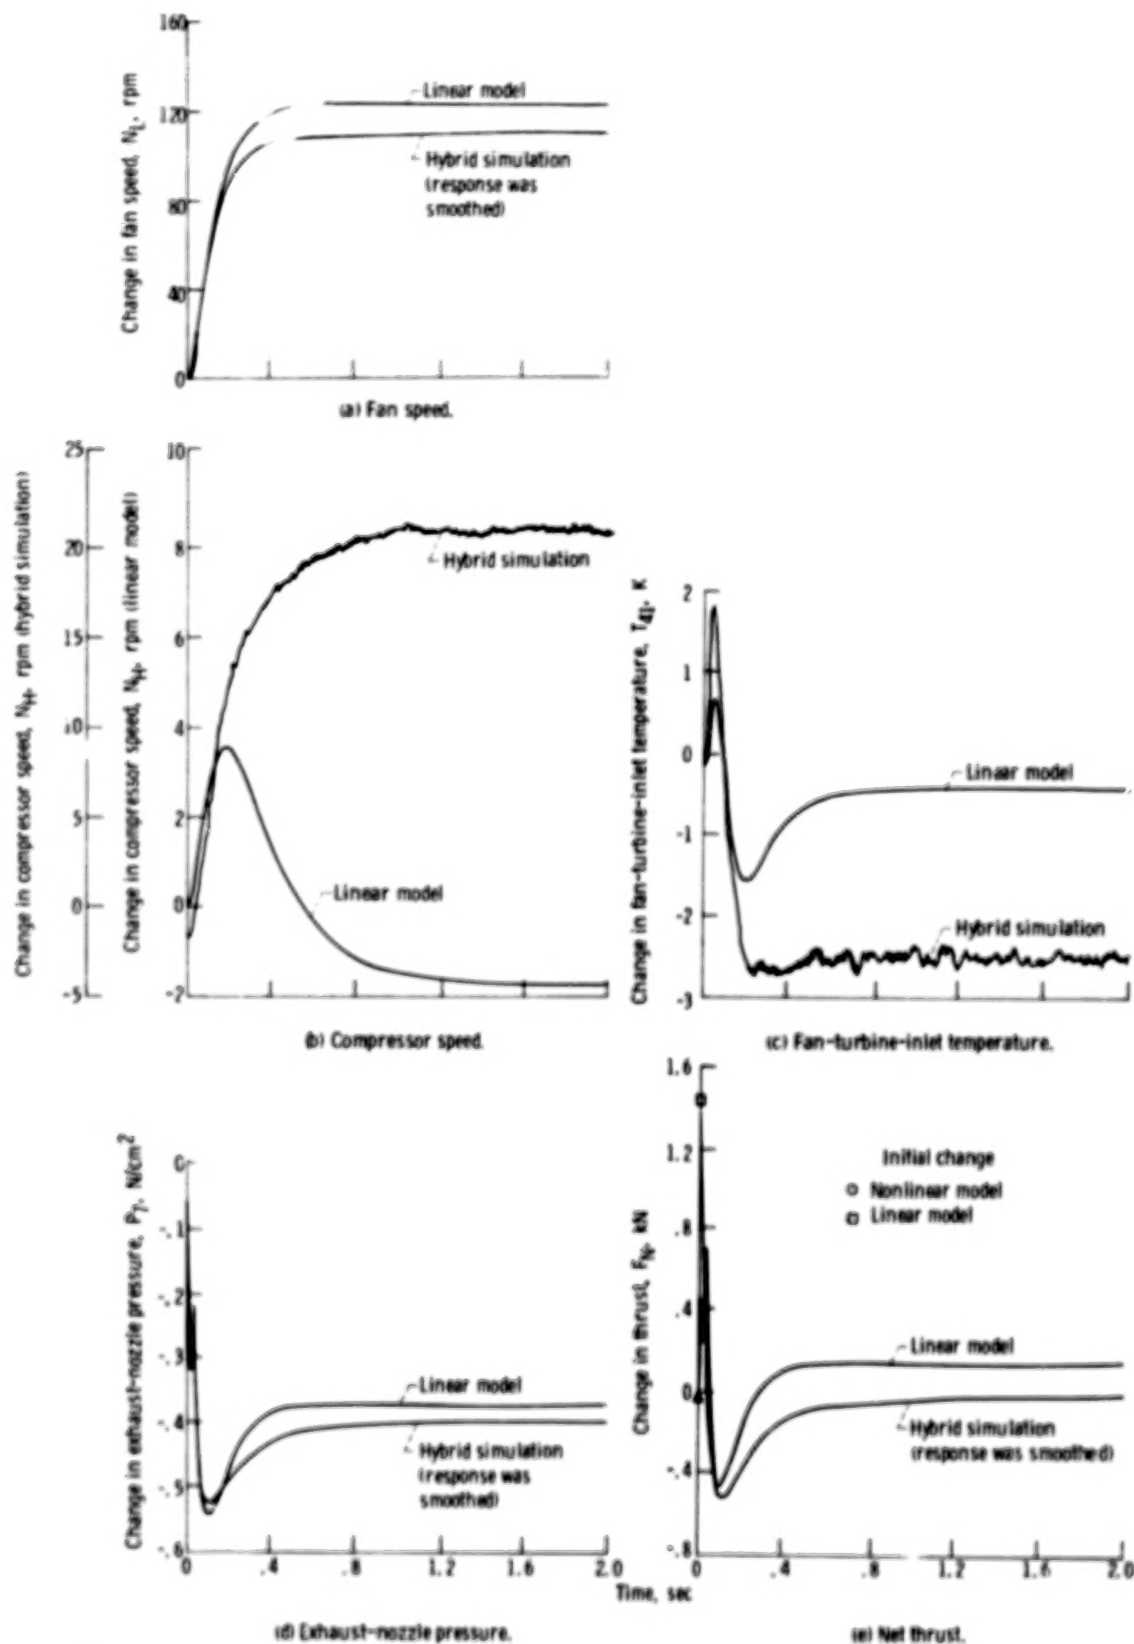 160
120
80
40
0
Change in fan speed, N_L, rpm
Linear model
Hybrid simulation
(response was
smoothed)
(a) Fan speed.
25
20
15
10
5
0
-5
Change in compressor speed, N_H, rpm (hybrid simulation)
10
8
6
4
2
0
-2
Change in compressor speed, N_H, rpm (linear model)
Hybrid simulation
Linear model
(b) Compressor speed.
2
1
0
-1
-2
-3
Change in fan-turbine-inlet temperature, T_41, K
Linear model
Hybrid simulation
(c) Fan-turbine-inlet temperature.
0
-.1
-.2
-.3
-.4
-.5
-.6
Change in exhaust-nozzle pressure, P_7, N/cm²
Linear model
Hybrid simulation
(response was
smoothed)
0 .4 .8 1.2 1.6 2.0
(d) Exhaust-nozzle pressure.
1.6
1.2
.8
.4
0
-.4
-.8
Change in thrust, F_N, kN
Initial change
Nonlinear model
Linear model
Linear model
Hybrid simulation
(response was smoothed)
0 .4 .8 1.2 1.6 2.0
Time, sec
(e) Net thrust.